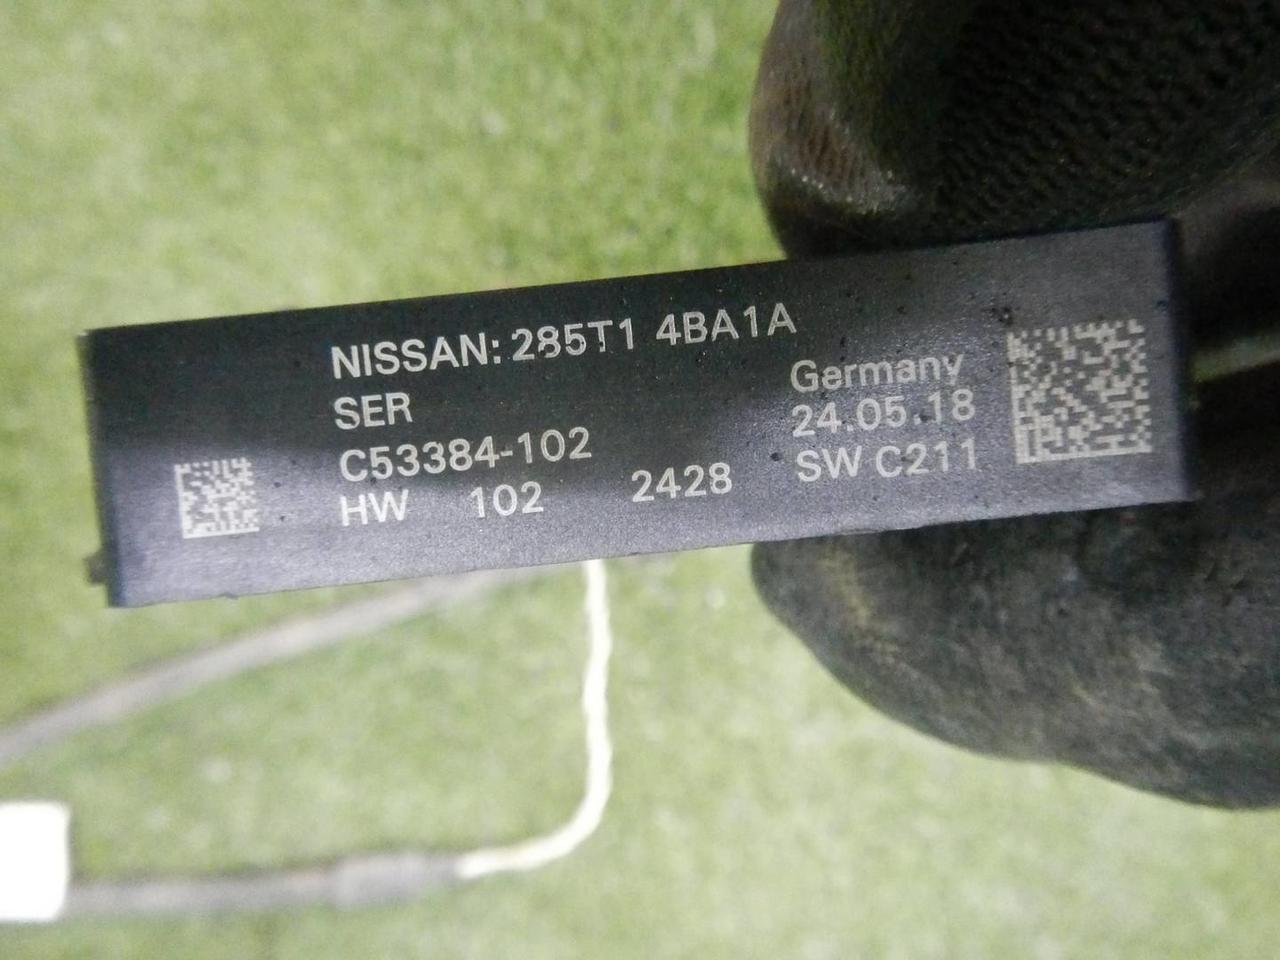 NISSAN: 285T1 4BA1A
SER
Germany
C53384-102
24.05.18
HW 102 2428
SW C211